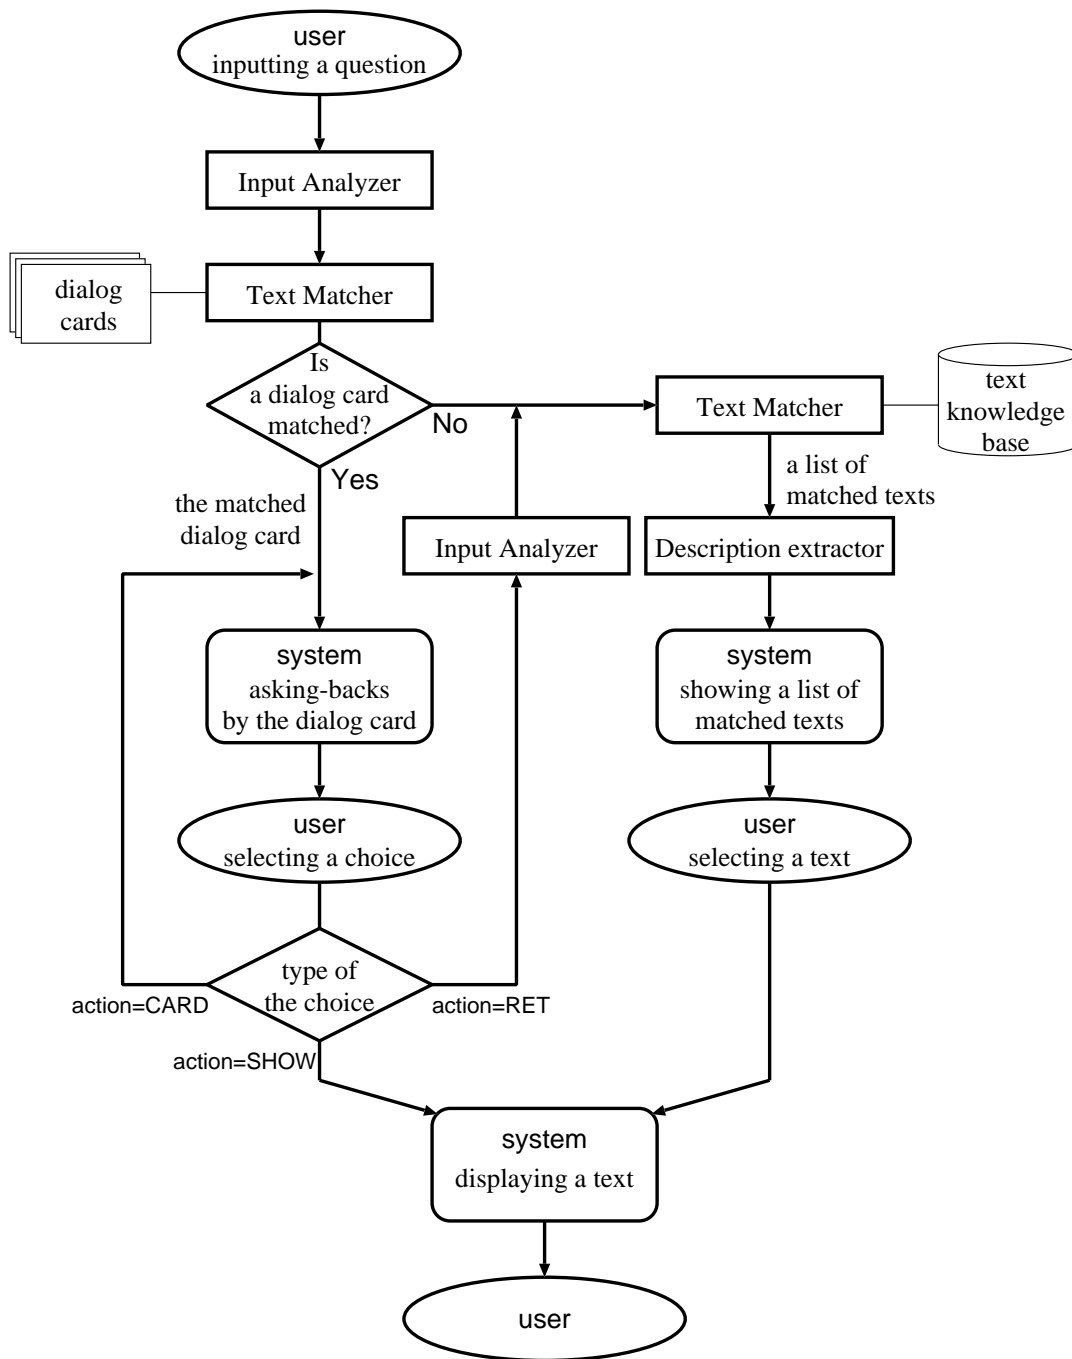 user
inputting a question
Input Analyzer
dialog
cards
Text Matcher
Is
a dialog card
matched?
No
Yes
Text Matcher
text
knowledge
base
a list of
matched texts
the matched
dialog card
Input Analyzer
Description extractor
system
asking-backs
by the dialog card
system
showing a list of
matched texts
user
selecting a choice
user
selecting a text
type of
the choice
action=CARD
action=RET
action=SHOW
system
displaying a text
user